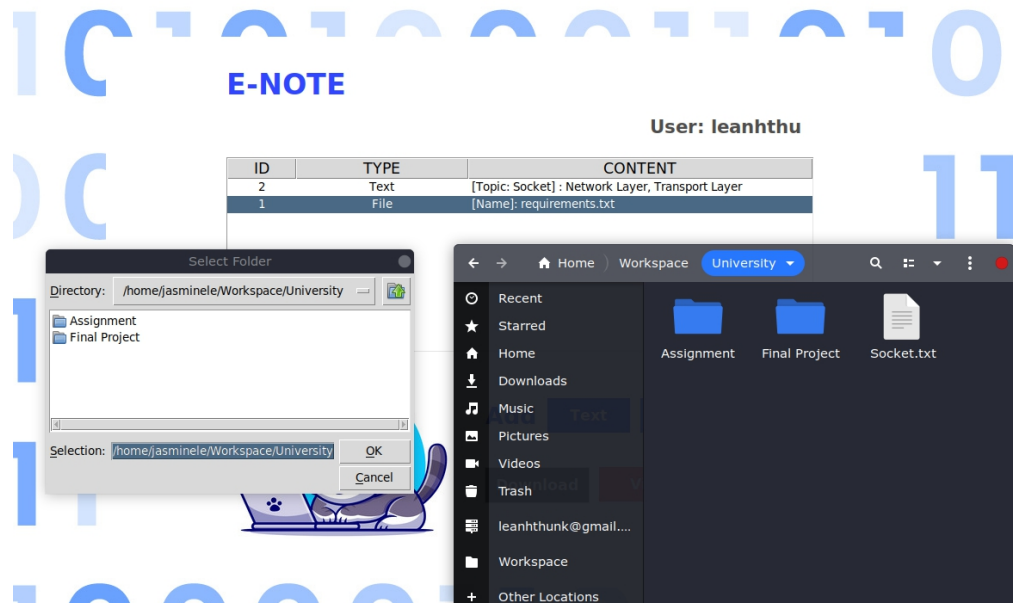 E-NOTE
User: leanhthu
ID TYPE CONTENT
2 Text [Topic: Socket] : Network Layer, Transport Layer
1 File [Name]: requirements.txt
Select Folder
Directory: /home/jasminele/Workspace/University
Assignment
Final Project
Selection: /home/jasminele/Workspace/University OK
Cancel
Home Workspace University
Recent
Starred
Home
Downloads
Music
Pictures
Videos
Trash
leanhthunk@gmail....
Workspace
Other Locations
Assignment Final Project Socket.txt
Add Text
Download